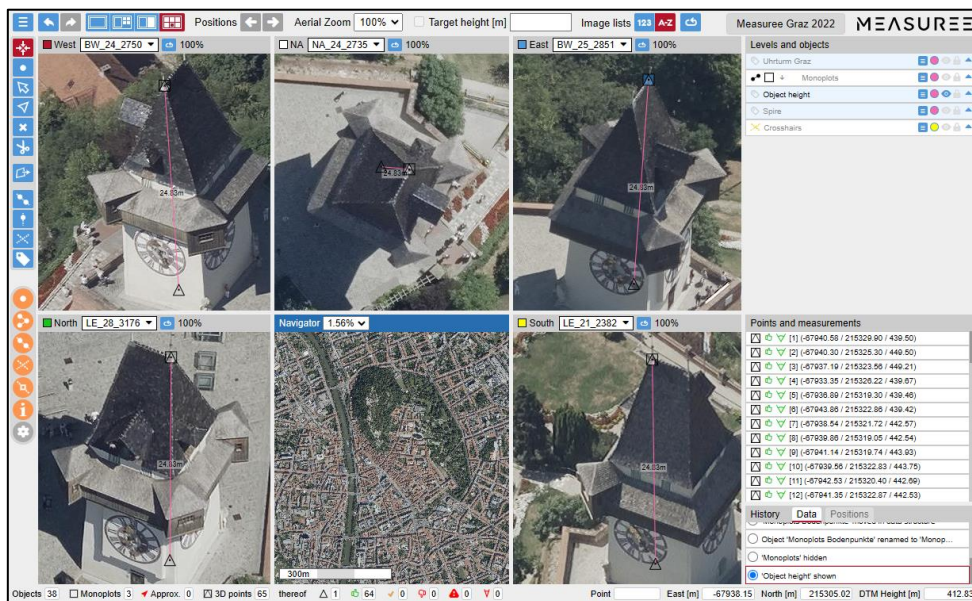 Positions
Aerial Zoom 100%
Target height [m]
Image lists 123 A-Z
Measuree Graz 2022
MEASUREE
West BW_24_2750 100%
NA NA_24_2735 100%
East BW_25_2851 100%
24.83m
24.83m
24.83m
Levels and objects
Uhrturm Graz
Monoplots
Object height
Spire
Crosshairs
North LE_28_3176 100%
Navigator 1.56%
South LE_21_2382 100%
24.83m
24.83m
300m
Points and measurements
[1] (-67940.58 / 215329.90 / 439.50)
[2] (-67940.30 / 215325.30 / 449.50)
[3] (-67937.19 / 215323.56 / 449.21)
[4] (-67933.35 / 215326.22 / 439.67)
[5] (-67936.89 / 215319.30 / 439.46)
[6] (-67943.86 / 215322.86 / 439.42)
[7] (-67938.54 / 215321.72 / 442.57)
[8] (-67939.86 / 215319.05 / 442.54)
[9] (-67941.14 / 215319.74 / 443.93)
[10] (-67939.56 / 215322.83 / 443.75)
[11] (-67942.53 / 215322.40 / 442.69)
[12] (-67941.35 / 215322.87 / 442.53)
History Data Positions
Object 'Monoplots Bodenpunkte' renamed to 'Monop...
'Monoplots' hidden
'Object height' shown
Objects 38 Monoplots 3 Approx. 0 3D points 65 thereof 1 64 0 0 0 0 Point East [m] -67938.15 North [m] 215305.02 DTM Height [m] 412.83